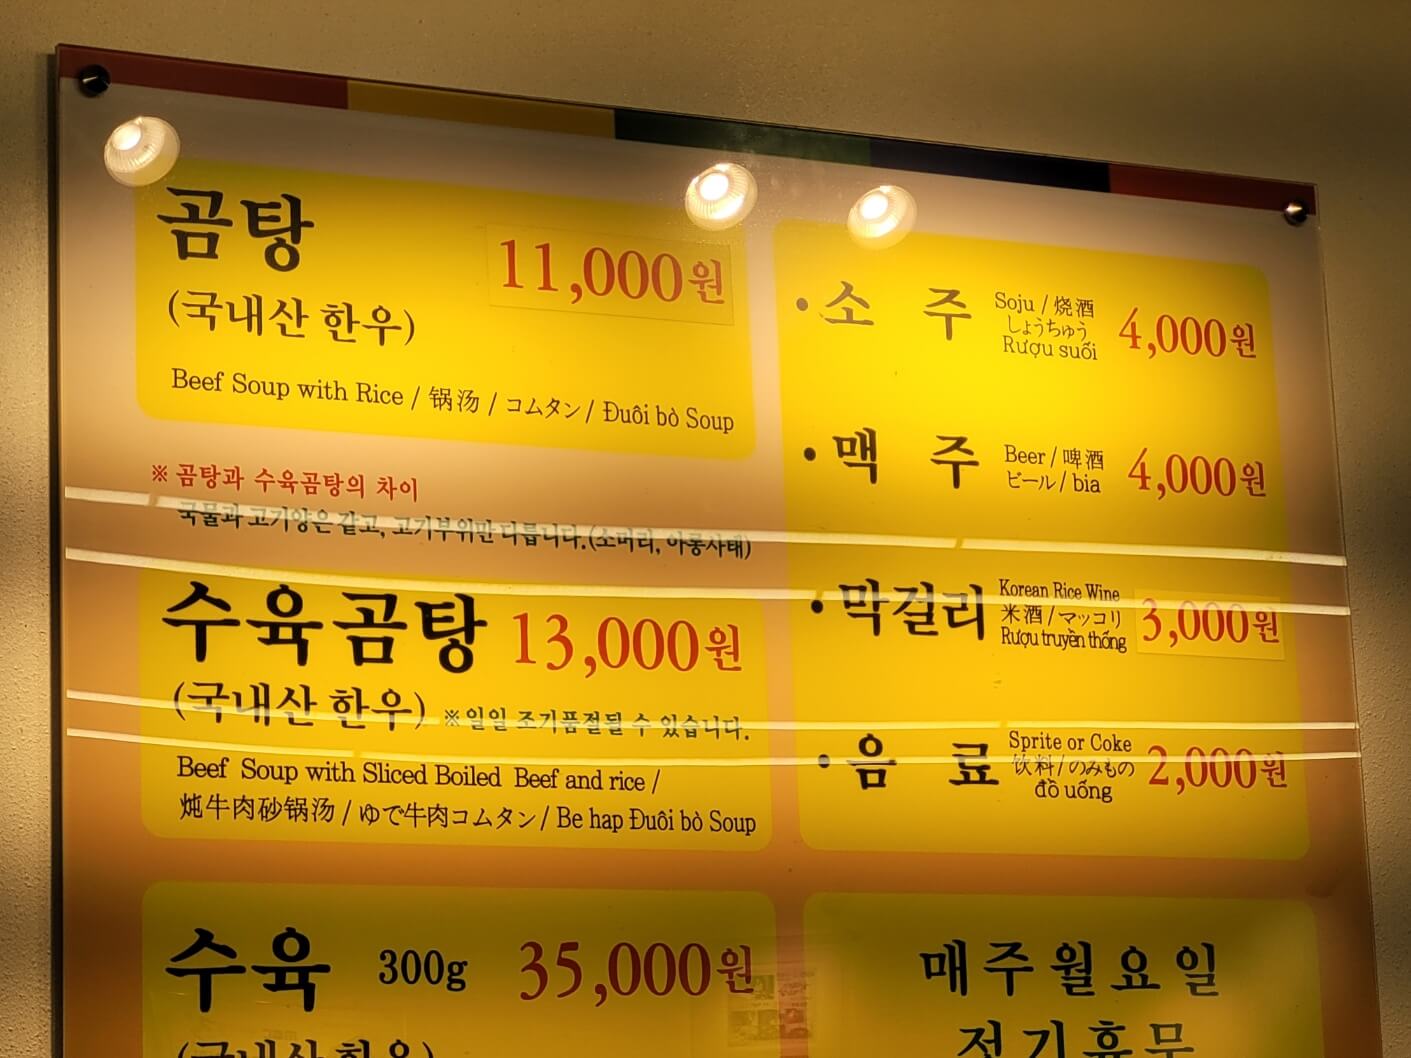 곰탕
11,000원
(국내산 한우)
Beef Soup with Rice / 锅汤 / コムタン / Đuôi bò Soup
※ 곰탕과 수육곰탕의 차이
국물과 고기양은 같고, 고기부위만 다릅니다.(소머리, 아롱사태)
수육곰탕 13,000원
(국내산 한우) ※일일 조기품절될 수 있습니다.
Beef Soup with Sliced Boiled Beef and rice /
炖牛肉砂锅汤 / ゆで牛肉コムタン / Be hap Đuôi bò Soup
수육 300g 35,000원
(국내산 한우)
• 소 주 Soju / 烧酒
しょうちゅう
Rượu suối
4,000원
• 맥 주 Beer / 啤酒
ビール / bia
4,000원
• 막걸리 Korean Rice Wine
米酒 / マッコリ
Rượu truyền thống
3,000원
• 음 료 Sprite or Coke
饮料 / のみもの
đồ uống
2,000원
매주월요일
정기휴무